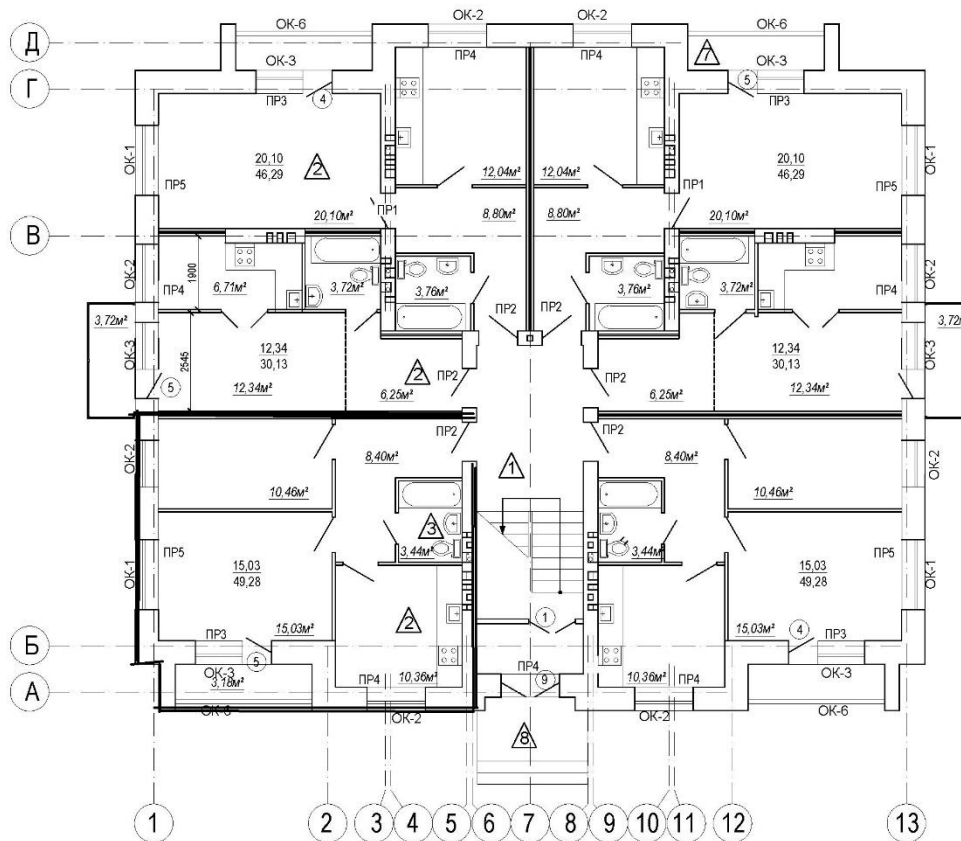 ОК-6
ОК-2
ОК-2
ОК-6
Д
ПР4
ПР4
7
ОК-3
ОК-3
Г
4
5
ПР3
ПР3
ОК-1
20,10
46,29
2
12,04м²
12,04м²
20,10
46,29
ОК-1
ПР5
ПР1
8,80м²
8,80м²
ПР1
ПР5
20,10м²
20,10м²
В
ОК-2
ПР4
1900
6,71м²
3,72м²
3,76м²
3,76м²
3,72м²
ПР4
ОК-2
ПР2
ПР2
3,72м²
3,72м
ОК-3
2545
12,34
30,13
2
ПР2
ПР2
12,34
30,13
ОК-3
5
12,34м²
6,25м²
6,25м²
12,34м²
ПР2
ПР2
ОК-2
8,40м²
1
8,40м²
ОК-2
10,46м²
10,46м²
3
ПР5
3,44м²
3,44м²
ПР5
ОК-1
15,03
49,28
15,03
49,28
ОК-1
2
1
15,03м²
15,03м²
4
Б
ПР3
5
ПР3
ПР4
ОК-3
10,36м²
9
10,36м²
ОК-3
А
3,18м²
ПР4
ПР4
ОК-6
ОК-2
ОК-2
ОК-6
8
1
2
3
4
5
6
7
8
9
10
11
12
13